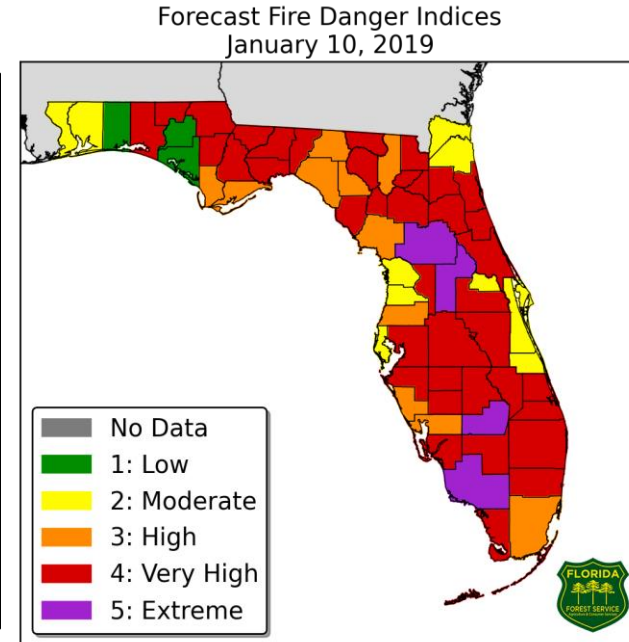 Forecast Fire Danger Indices
January 10, 2019
No Data
1: Low
2: Moderate
3: High
4: Very High
5: Extreme
FLORIDA
FOREST SERVICE